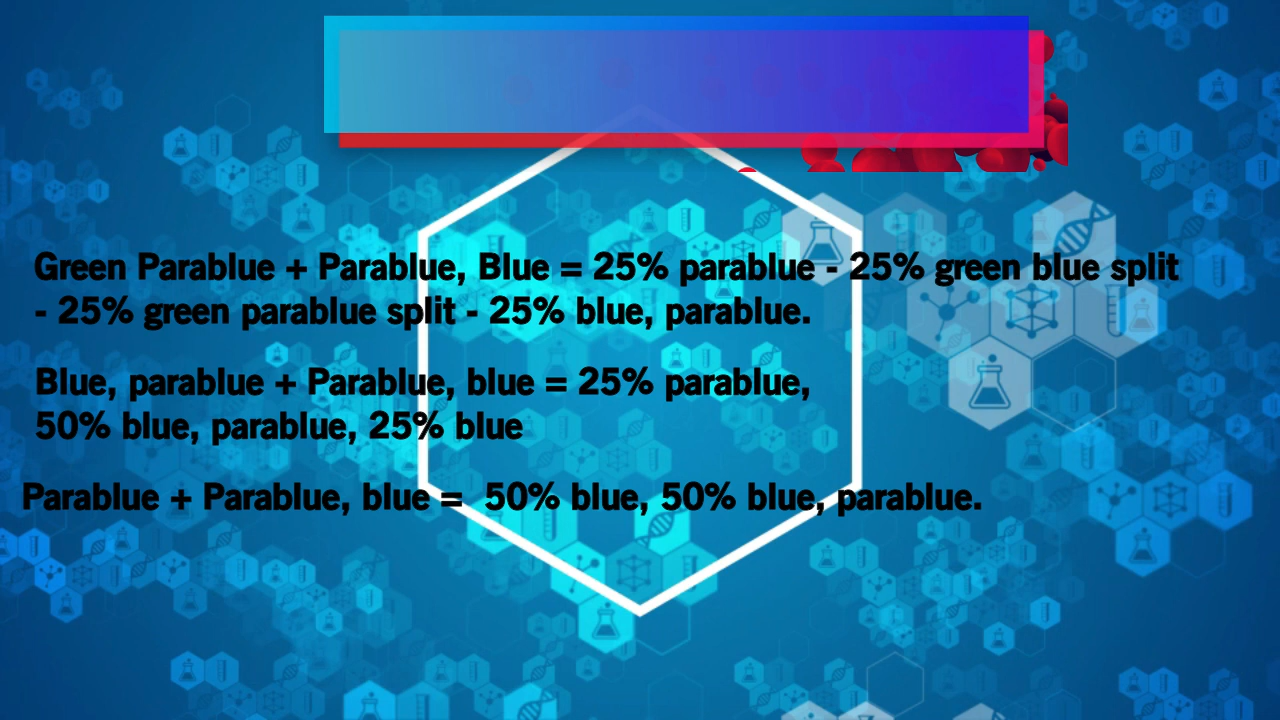 Green Parablue + Parablue, Blue = 25% parablue - 25% green blue split
- 25% green parablue split - 25% blue, parablue.
Blue, parablue + Parablue, blue = 25% parablue,
50% blue, parablue, 25% blue
Parablue + Parablue, blue = 50% blue, 50% blue, parablue.